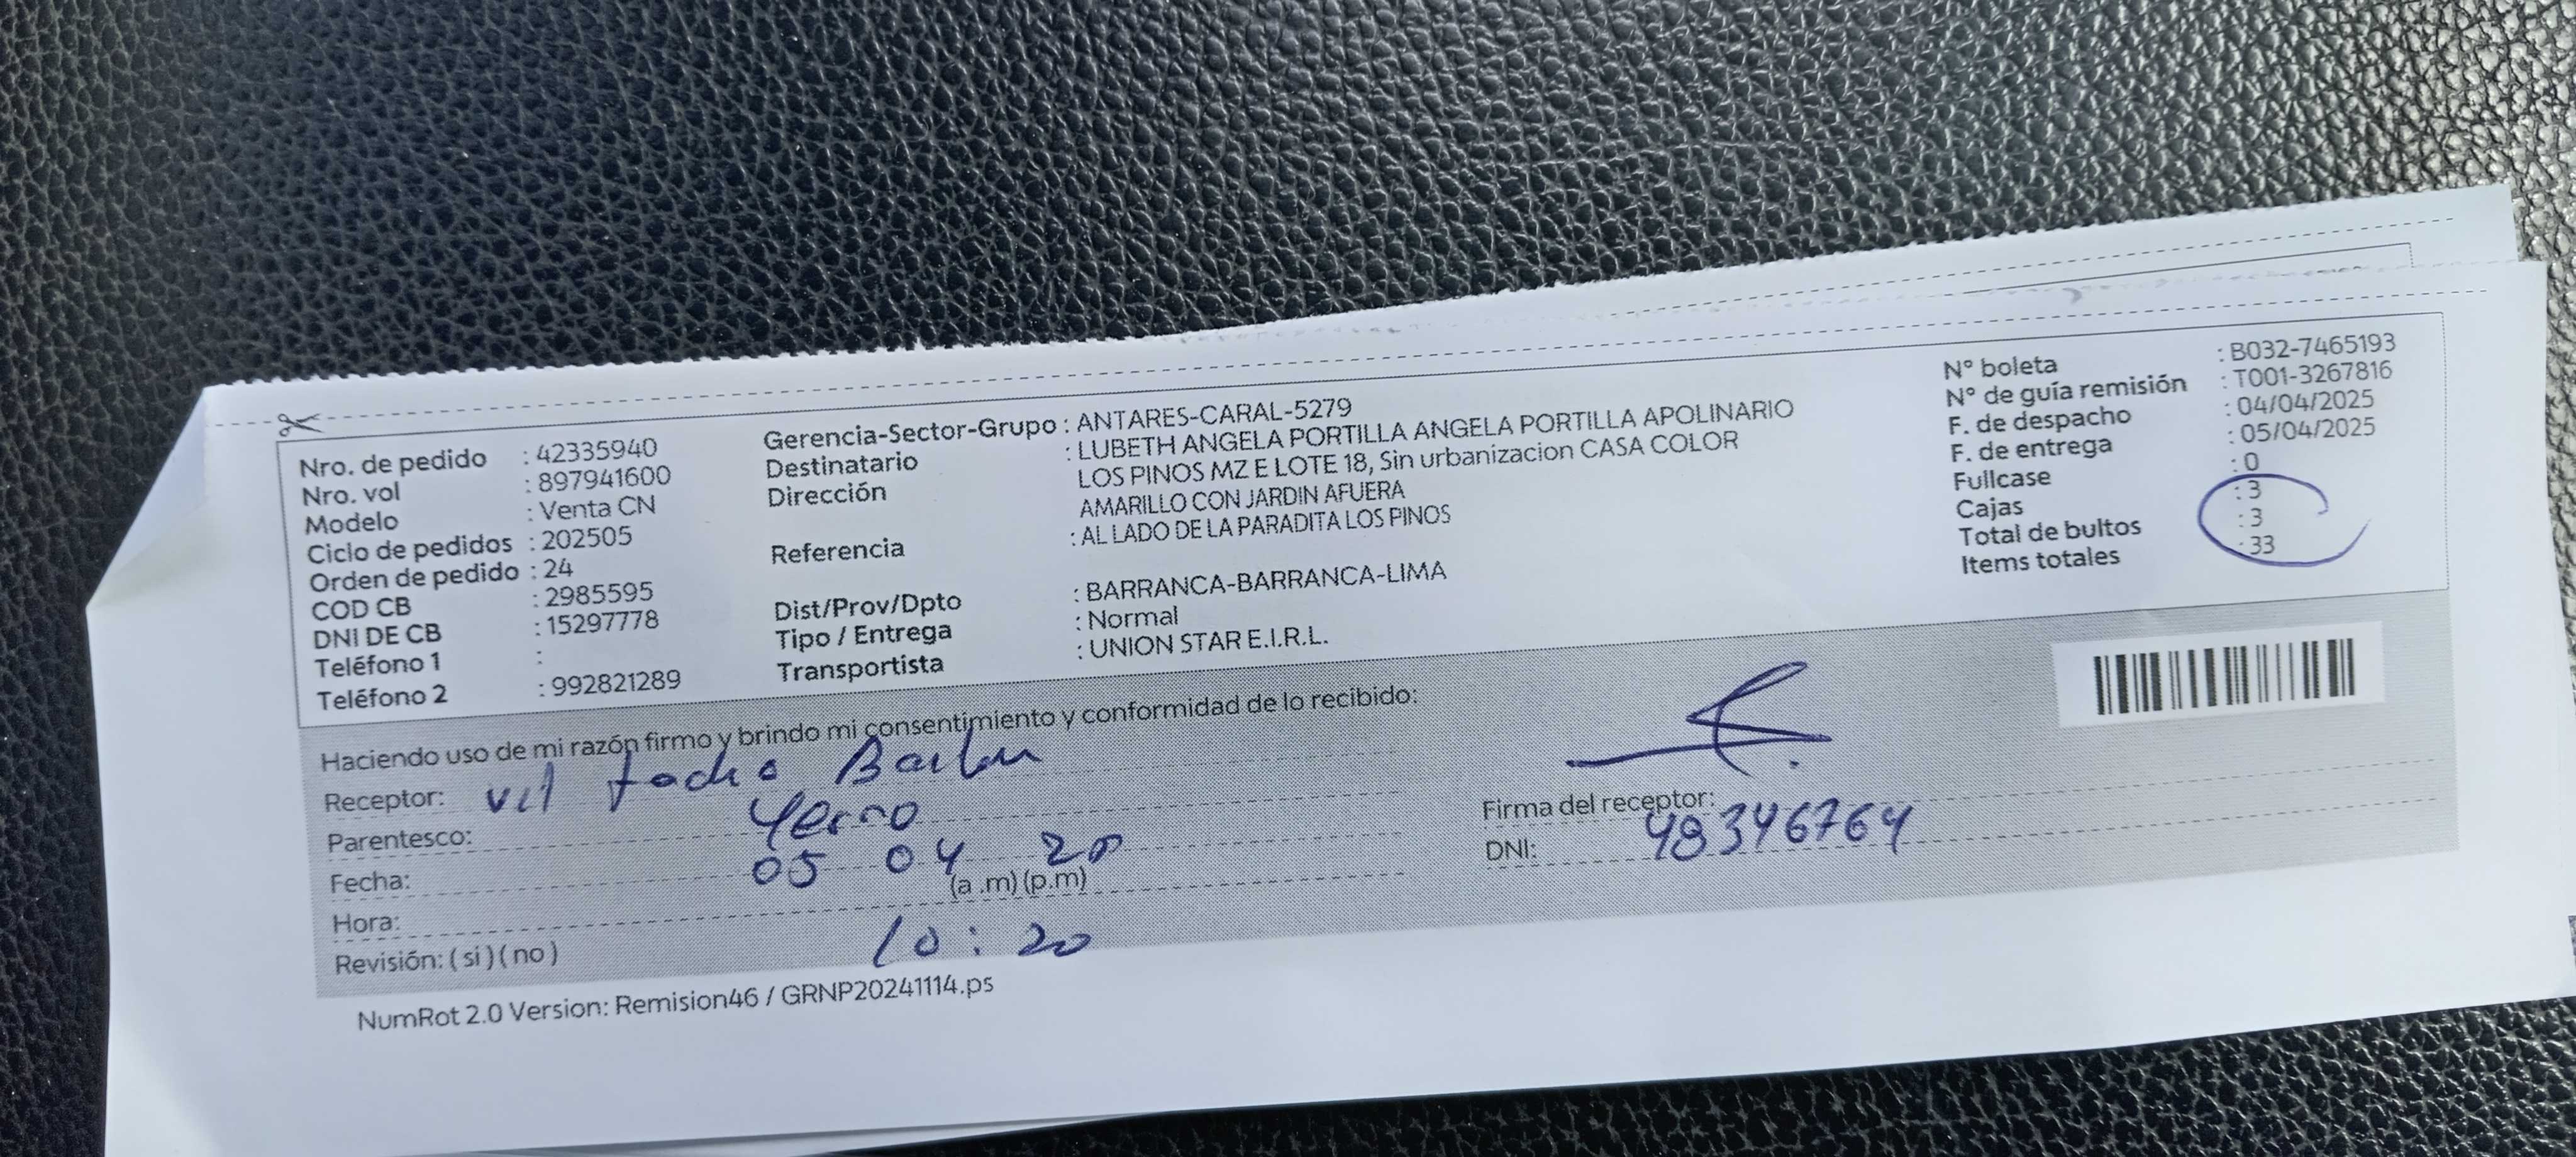 Nro. de pedido : 42335940
Nro. vol : 897941600
Modelo : Venta CN
Ciclo de pedidos : 202505
Orden de pedido : 24
COD CB : 2985595
DNI DE CB : 15297778
Teléfono 1 :
Teléfono 2 : 992821289
Gerencia-Sector-Grupo : ANTARES-CARAL-5279
Destinatario : LUBETH ANGELA PORTILLA ANGELA PORTILLA APOLINARIO
Dirección LOS PINOS MZ E LOTE 18, Sin urbanizacion CASA COLOR
AMARILLO CON JARDIN AFUERA
Referencia : AL LADO DE LA PARADITA LOS PINOS
Dist/Prov/Dpto : BARRANCA-BARRANCA-LIMA
Tipo / Entrega : Normal
Transportista : UNION STAR E.I.R.L.
N° boleta : B032-7465193
N° de guía remisión : T001-3267816
F. de despacho : 04/04/2025
F. de entrega : 05/04/2025
Fullcase : 0
Cajas : 3
Total de bultos : 3
Items totales : 33
Haciendo uso de mi razón firmo y brindo mi consentimiento y conformidad de lo recibido:
Receptor:
Parentesco: Yerno
Fecha: 05 04
Hora: (a .m) (p.m)
10:20
Revisión: ( si ) ( no )
Firma del receptor:
DNI: 48346764
NumRot 2.0 Version: Remision46 / GRNP20241114.ps